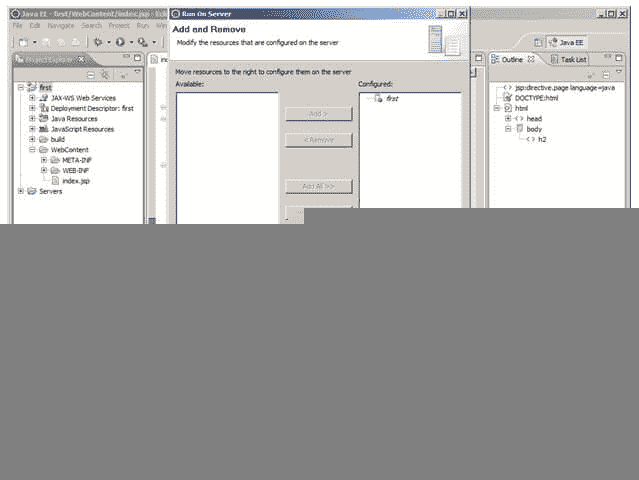 Java EE - first/WebContent/index.jsp - Ecl
File Edit Navigate Search Project Run Win
Project Explorer
first
JAX-WS Web Services
Deployment Descriptor: first
Java Resources
JavaScript Resources
build
WebContent
META-INF
WEB-INF
index.jsp
Servers
Run On Server
Add and Remove
Modify the resources that are configured on the server
Move resources to the right to configure them on the server
Available:
Configured:
Add >
< Remove
Add All >>
first
Java EE
Outline
Task List
jsp:directive.page language=java
DOCTYPE:html
html
head
body
h2